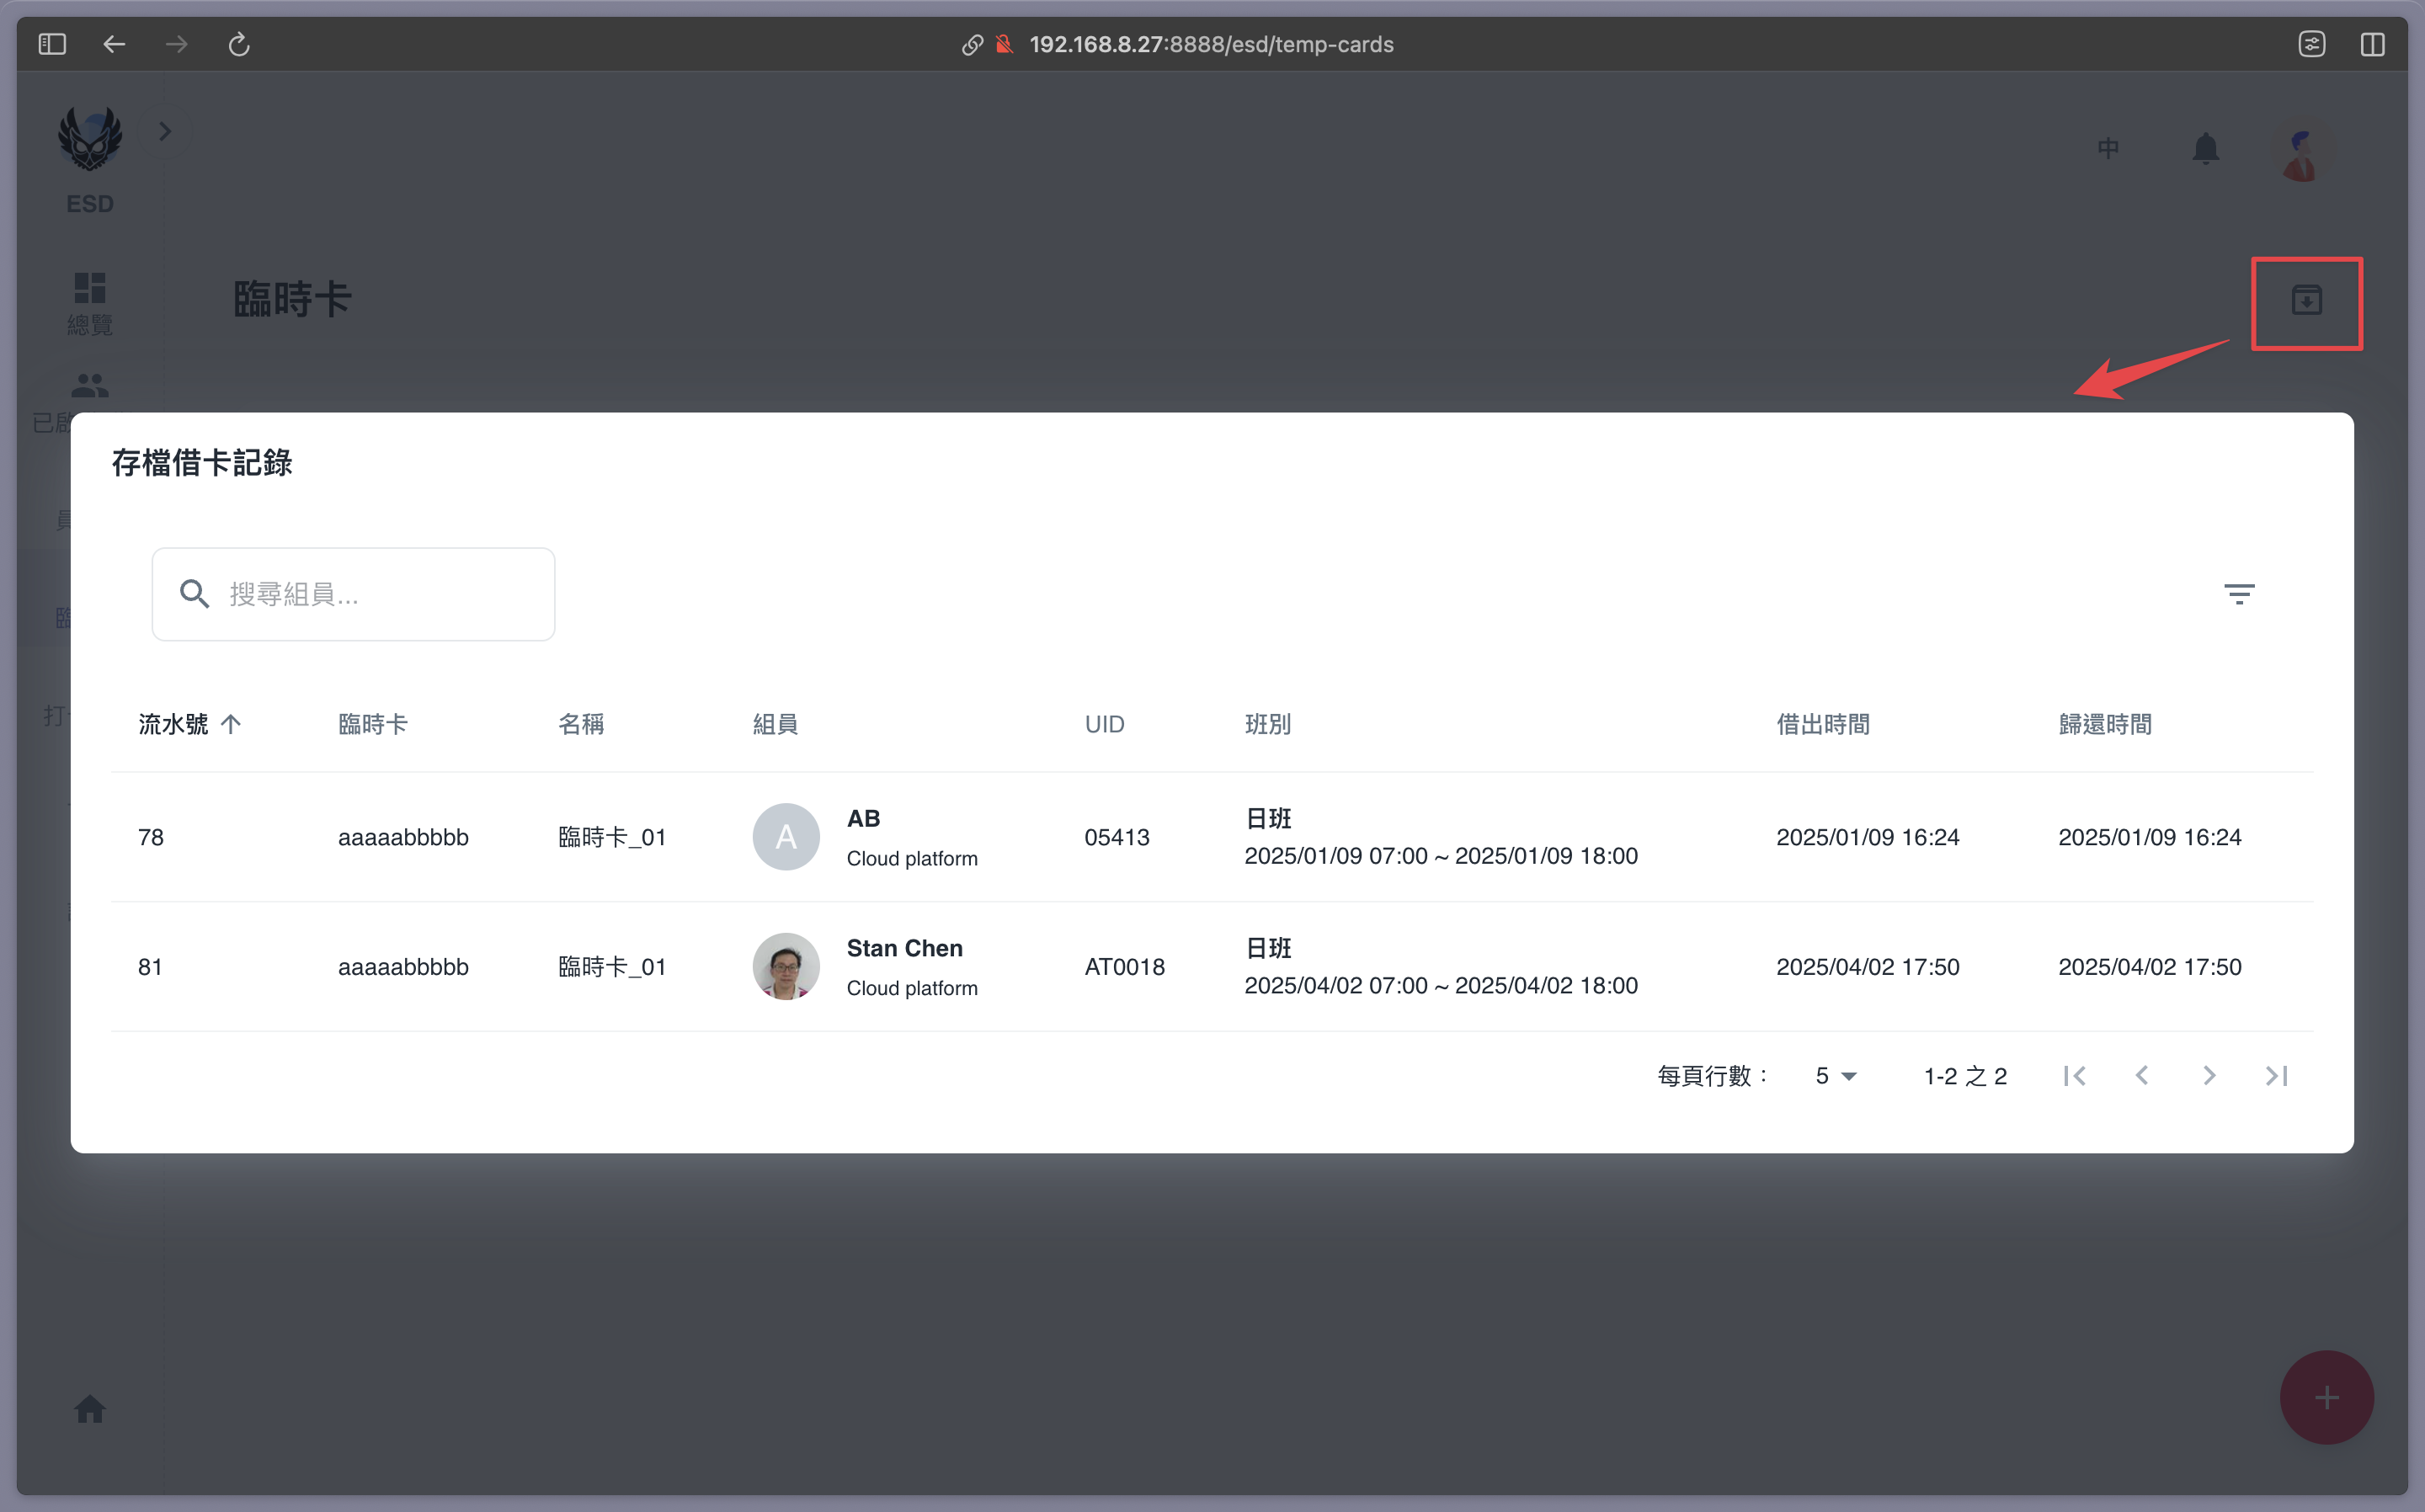 192.168.8.27:8888/esd/temp-cards
中
ESD
總覽
臨時卡
已啟
存檔借卡記錄
員
搜尋組員...
臨
打
流水號 臨時卡 名稱 組員 UID 班別 借出時間 歸還時間
78 aaaaabbbbb 臨時卡_01 A AB Cloud platform 05413 日班 2025/01/09 07:00 ~ 2025/01/09 18:00 2025/01/09 16:24 2025/01/09 16:24
81 aaaaabbbbb 臨時卡_01 Stan Chen Cloud platform AT0018 日班 2025/04/02 07:00 ~ 2025/04/02 18:00 2025/04/02 17:50 2025/04/02 17:50
每頁行數： 5 1-2 之 2